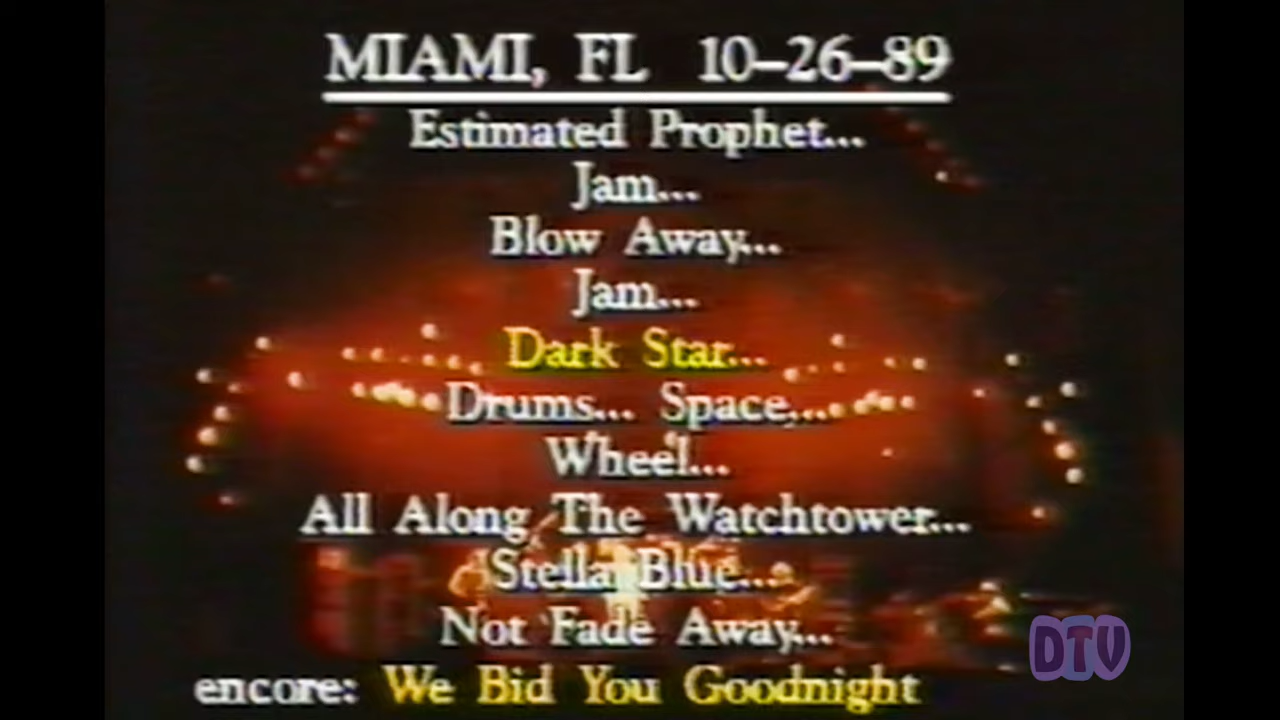 MIAMI, FL 10-26-89
Estimated Prophet...
Jam...
Blow Away...
Jam...
Dark Star...
Drums... Space...
Wheel...
All Along The Watchtower...
Stella Blue...
Not Fade Away...
encore: We Bid You Goodnight
DTV